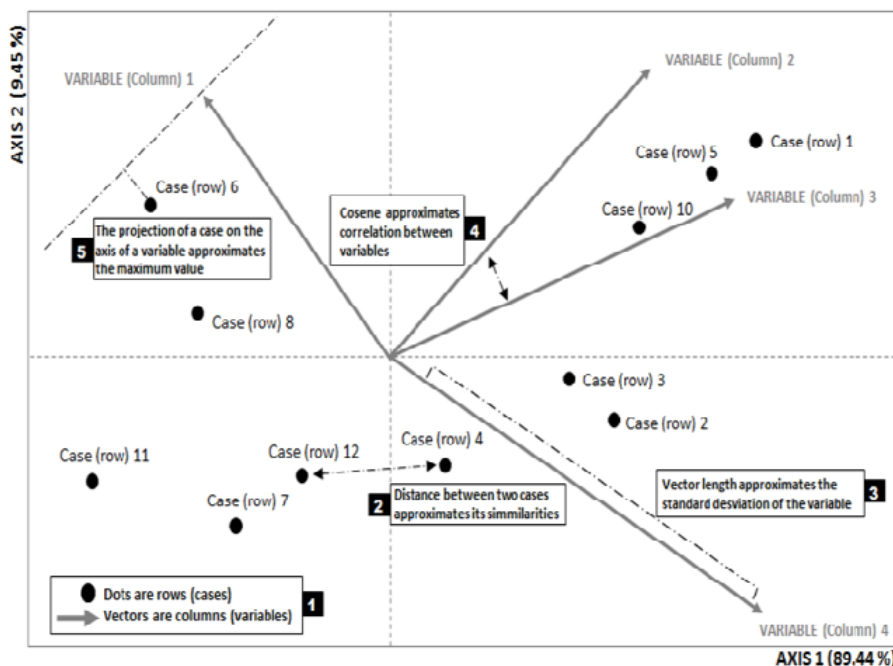 AXIS 2 (9.45 %)
VARIABLE (Column) 1
VARIABLE (Column) 2
Case (row) 1
Case (row) 5
VARIABLE (Column) 3
Case (row) 6
Case (row) 10
Cosene approximates
correlation between
variables
4
5
The projection of a case on the
axis of a variable approximates
the maximum value
Case (row) 8
Case (row) 3
Case (row) 2
Case (row) 4
Case (row) 12
Case (row) 11
Case (row) 7
2
Distance between two cases
approximates its simmilarities
Vector length approximates the
standard desviation of the variable
3
Dots are rows (cases)
Vectors are columns (variables)
1
VARIABLE (Column) 4
AXIS 1 (89.44 %)